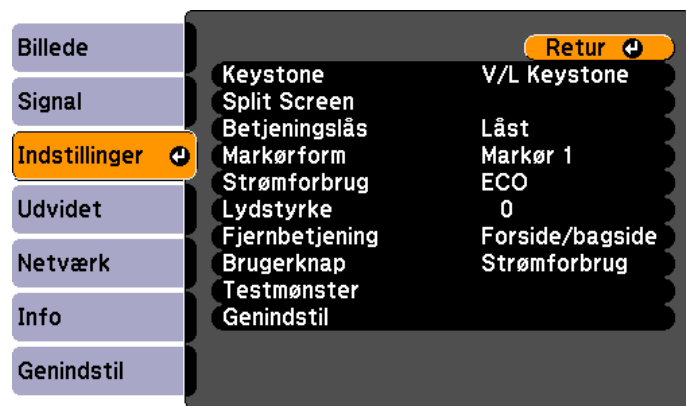 Billede
Signal
Indstillinger
Udvidet
Netværk
Info
Genindstil
Retur
Keystone V/L Keystone
Split Screen
Betjeningslås Låst
Markørform Markør 1
Strømforbrug ECO
Lydstyrke 0
Fjernbetjening Forside/bagside
Brugerknap Strømforbrug
Testmønster
Genindstil